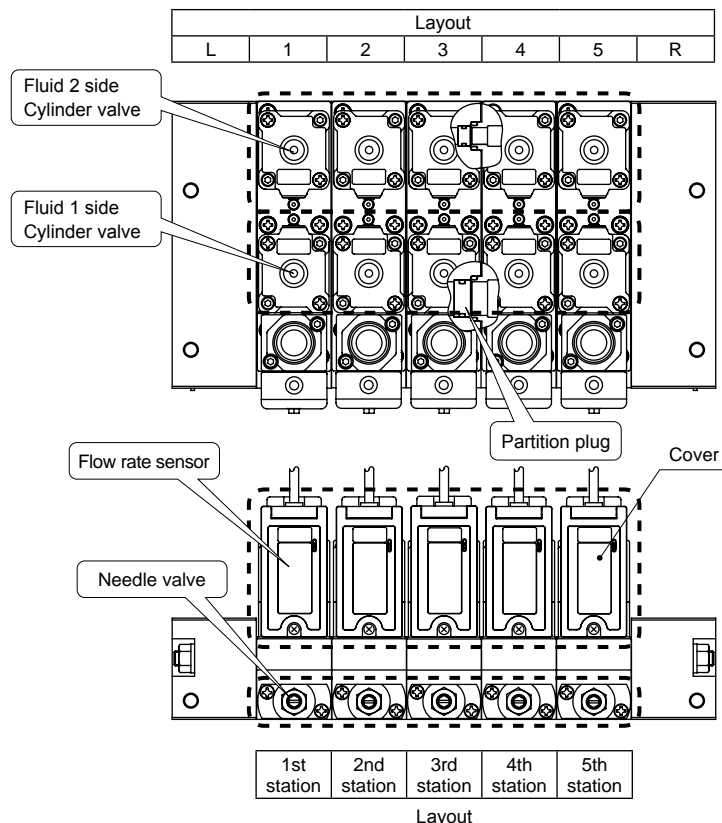 Layout
L 1 2 3 4 5 R
Fluid 2 side
Cylinder valve
Fluid 1 side
Cylinder valve
Partition plug
Flow rate sensor
Cover
Needle valve
1st station
2nd station
3rd station
4th station
5th station
Layout